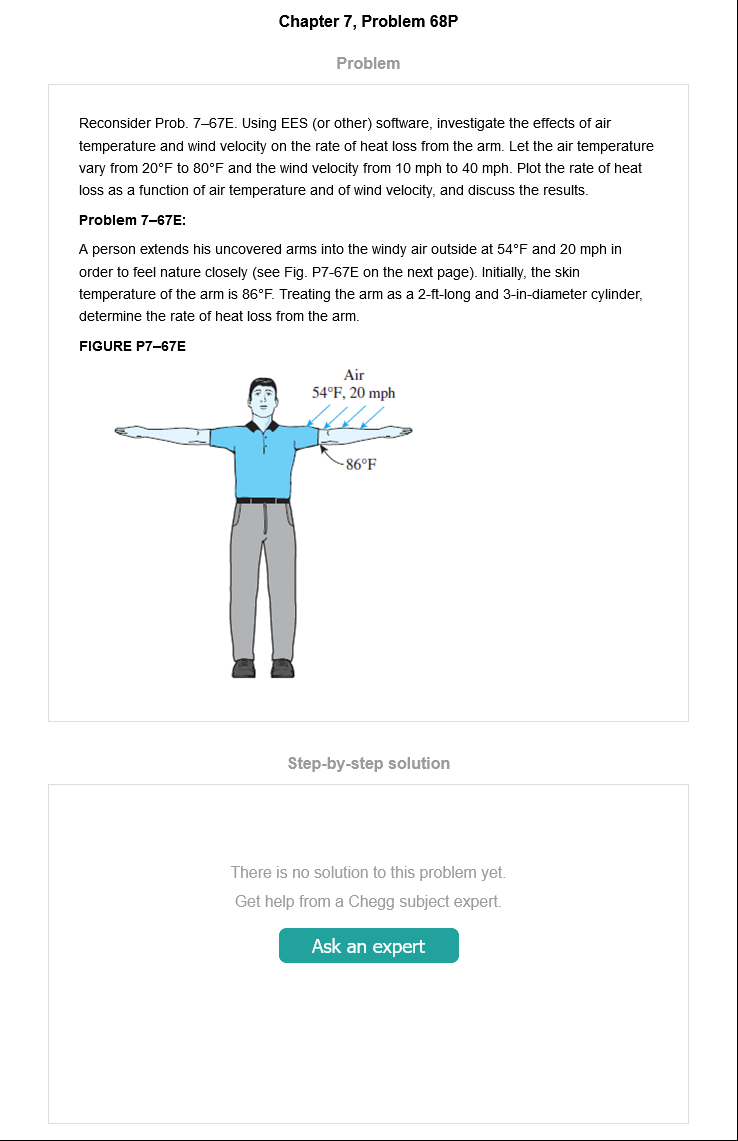 Chapter 7, Problem 68P
Problem
Reconsider Prob. 7–67E. Using EES (or other) software, investigate the effects of air
temperature and wind velocity on the rate of heat loss from the arm. Let the air temperature
vary from 20°F to 80°F and the wind velocity from 10 mph to 40 mph. Plot the rate of heat
loss as a function of air temperature and of wind velocity, and discuss the results.
Problem 7–67E:
A person extends his uncovered arms into the windy air outside at 54°F and 20 mph in
order to feel nature closely (see Fig. P7-67E on the next page). Initially, the skin
temperature of the arm is 86°F. Treating the arm as a 2-ft-long and 3-in-diameter cylinder,
determine the rate of heat loss from the arm.
FIGURE P7–67E
Air
54°F, 20 mph
86°F
Step-by-step solution
There is no solution to this problem yet.
Get help from a Chegg subject expert.
Ask an expert